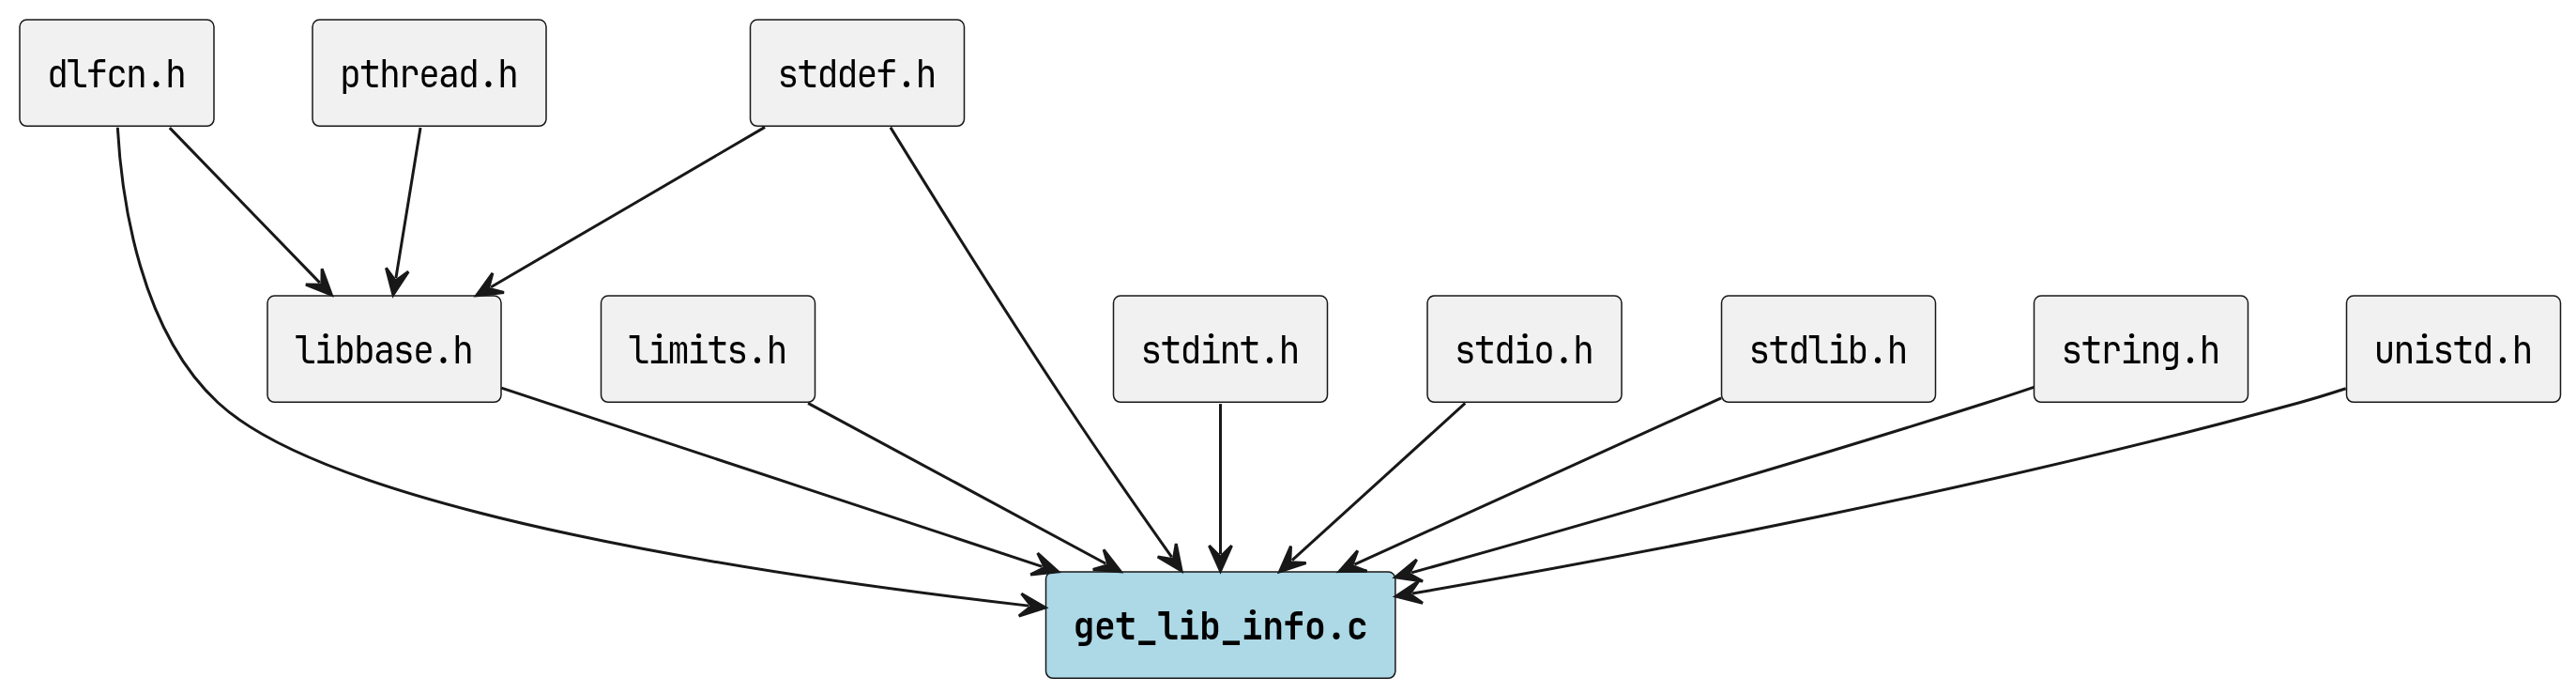 dlfcn.h
pthread.h
stddef.h
libbase.h
limits.h
stdint.h
stdio.h
stdlib.h
string.h
unistd.h
get_lib_info.c